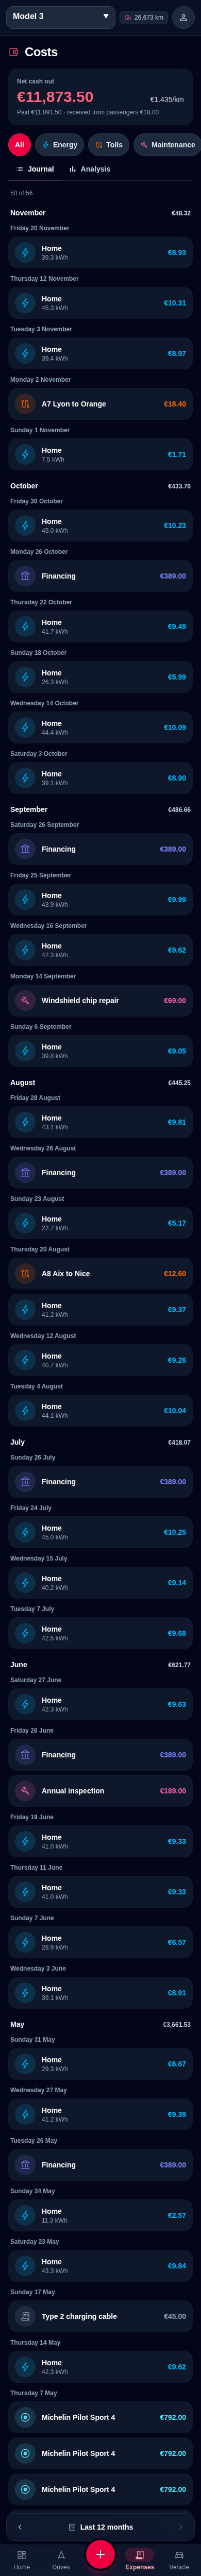 Model 3
26,673 km
Costs
Net cash out
€11,873.50
€1.435/km
Paid €11,891.50 · received from passengers €18.00
All
Energy
Tolls
Maintenance
Journal
Analysis
50 of 56
November
€48.32
Friday 20 November
Home
€8.93
39.3 kWh
Thursday 12 November
Home
€10.31
45.3 kWh
Tuesday 3 November
Home
€8.97
39.4 kWh
Monday 2 November
A7 Lyon to Orange
€18.40
Sunday 1 November
Home
€1.71
7.5 kWh
October
€433.70
Friday 30 October
Home
€10.23
45.0 kWh
Monday 26 October
Financing
€389.00
Thursday 22 October
Home
€9.49
41.7 kWh
Sunday 18 October
Home
€5.99
26.3 kWh
Wednesday 14 October
Home
€10.09
44.4 kWh
Saturday 3 October
Home
€8.90
39.1 kWh
September
€486.66
Saturday 26 September
Financing
€389.00
Friday 25 September
Home
€9.99
43.9 kWh
Wednesday 16 September
Home
€9.62
42.3 kWh
Monday 14 September
Windshield chip repair
€69.00
Sunday 6 September
Home
€9.05
39.8 kWh
August
€445.25
Friday 28 August
Home
€9.81
43.1 kWh
Wednesday 26 August
Financing
€389.00
Sunday 23 August
Home
€5.17
22.7 kWh
Thursday 20 August
A8 Aix to Nice
€12.60
Home
€9.37
41.2 kWh
Wednesday 12 August
Home
€9.26
40.7 kWh
Tuesday 4 August
Home
€10.04
44.1 kWh
July
€418.07
Sunday 26 July
Financing
€389.00
Friday 24 July
Home
€10.25
45.0 kWh
Wednesday 15 July
Home
€9.14
40.2 kWh
Tuesday 7 July
Home
€9.68
42.5 kWh
June
€621.77
Saturday 27 June
Home
€9.63
42.3 kWh
Friday 26 June
Financing
€389.00
Annual inspection
€189.00
Friday 19 June
Home
€9.33
41.0 kWh
Thursday 11 June
Home
€9.33
41.0 kWh
Sunday 7 June
Home
€6.57
28.9 kWh
Wednesday 3 June
Home
€8.91
39.1 kWh
May
€3,661.53
Sunday 31 May
Home
€6.67
29.3 kWh
Wednesday 27 May
Home
€9.39
41.2 kWh
Tuesday 26 May
Financing
€389.00
Sunday 24 May
Home
€2.57
11.3 kWh
Saturday 23 May
Home
€9.84
43.3 kWh
Sunday 17 May
Type 2 charging cable
€45.00
Thursday 14 May
Home
€9.62
42.3 kWh
Thursday 7 May
Michelin Pilot Sport 4
€792.00
Michelin Pilot Sport 4
€792.00
Michelin Pilot Sport 4
€792.00
Last 12 months
Home
Drives
Expenses
Vehicle